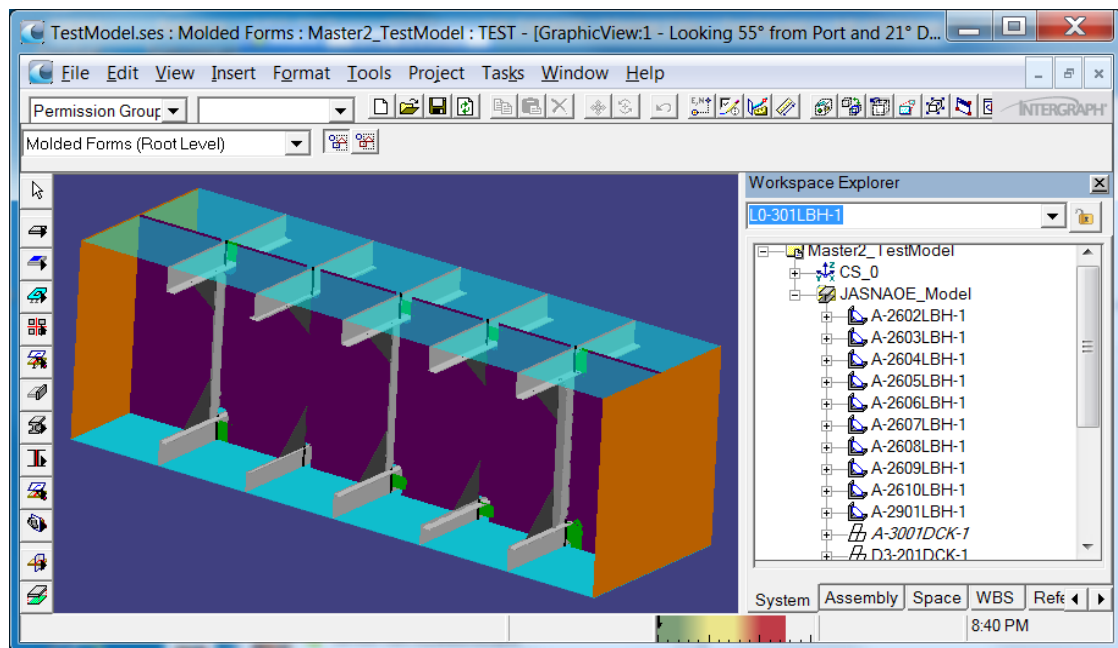 TestModel.ses : Molded Forms : Master2_TestModel : TEST - [GraphicView:1 - Looking 55° from Port and 21° D...
File Edit View Insert Format Tools Project Tasks Window Help
Permission Group
INTERGRAPH
Molded Forms (Root Level)
Workspace Explorer
L0-301LBH-1
Master2_TestModel
CS_0
JASNAOE_Model
A-2602LBH-1
A-2603LBH-1
A-2604LBH-1
A-2605LBH-1
A-2606LBH-1
A-2607LBH-1
A-2608LBH-1
A-2609LBH-1
A-2610LBH-1
A-2901LBH-1
A-3001DCK-1
D3-201DCK-1
System Assembly Space WBS Refe
8:40 PM